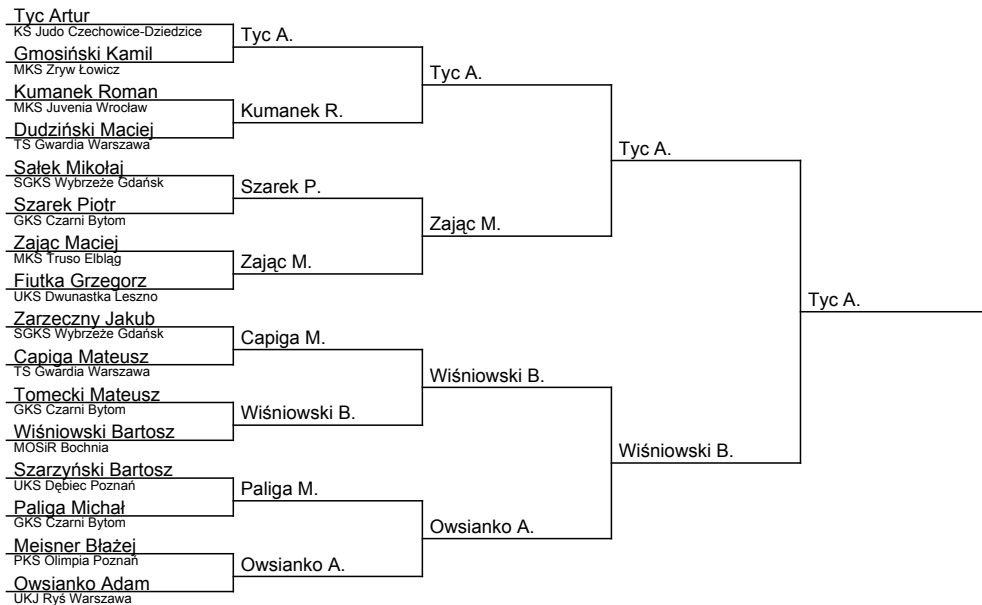 Tyc Artur
KS Judo Czechowice-Dziedzice
Gmosiński Kamil
MKS Zryw Łowicz
Kumanek Roman
MKS Juvenia Wrocław
Dudziński Maciej
TS Gwardia Warszawa
Sałek Mikołaj
SGKS Wybrzeże Gdańsk
Szarek Piotr
GKS Czarni Bytom
Zając Maciej
MKS Truso Elbląg
Fiutka Grzegorz
UKS Dwunastka Leszno
Zarzeczny Jakub
SGKS Wybrzeże Gdańsk
Capiga Mateusz
TS Gwardia Warszawa
Tomecki Mateusz
GKS Czarni Bytom
Wiśniowski Bartosz
MOSiR Bochnia
Szarzyński Bartosz
UKS Dębiec Poznań
Paliga Michał
GKS Czarni Bytom
Meisner Błażej
PKS Olimpia Poznań
Owsianko Adam
UKJ Ryś Warszawa
Tyc A.
Kumanek R.
Szarek P.
Zając M.
Capiga M.
Wiśniowski B.
Paliga M.
Owsianko A.
Tyc A.
Zając M.
Wiśniowski B.
Owsianko A.
Tyc A.
Wiśniowski B.
Tyc A.